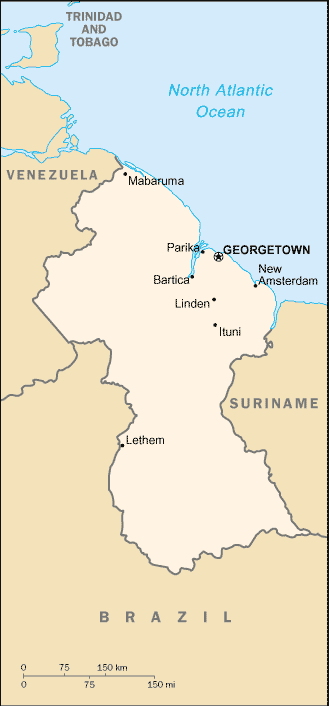 TRINIDAD
AND
TOBAGO
North Atlantic
Ocean
VENEZUELA
Mabaruma
Parika
GEORGETOWN
Bartica
New
Amsterdam
Linden
Ituni
SURINAME
Lethem
BRAZIL
0 75 150 km
0 75 150 mi